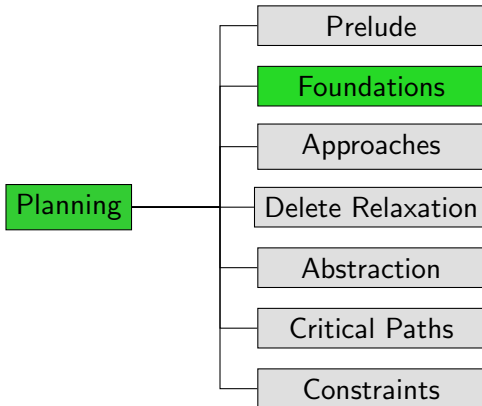 Planning
Prelude
Foundations
Approaches
Delete Relaxation
Abstraction
Critical Paths
Constraints